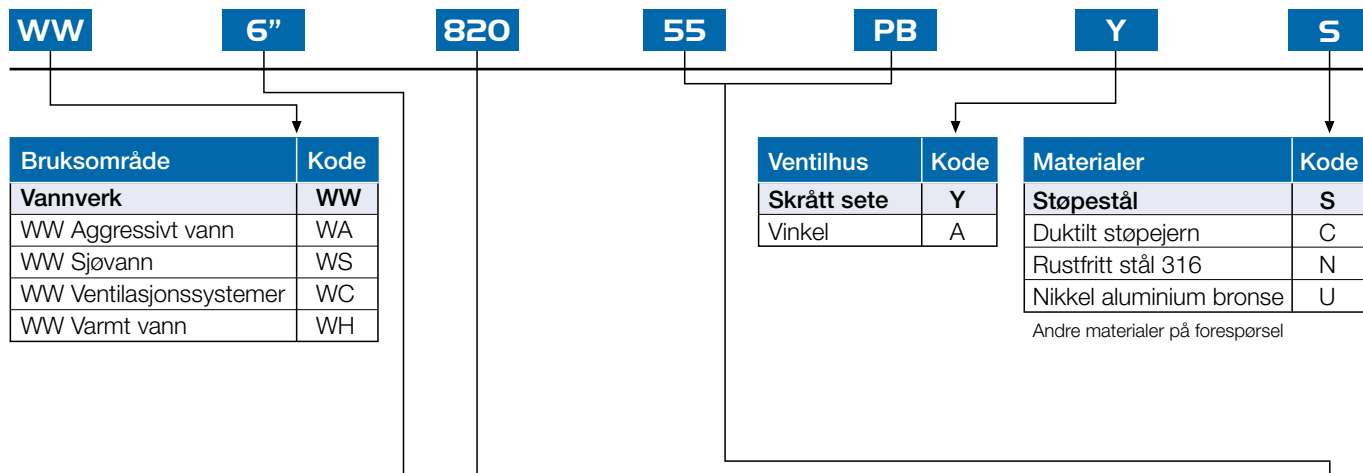 WW 6” 820 55 PB Y S
Bruksområde Kode
Vannverk WW
WW Aggressivt vann WA
WW Sjøvann WS
WW Ventilasjonssystemer WC
WW Varmt vann WH
Ventilhus Kode
Skrått sete Y
Vinkel A
Materialer Kode
Støpestål S
Duktilt støpejern C
Rustfritt stål 316 N
Nikkel aluminium bronse U
Andre materialer på forespørsel